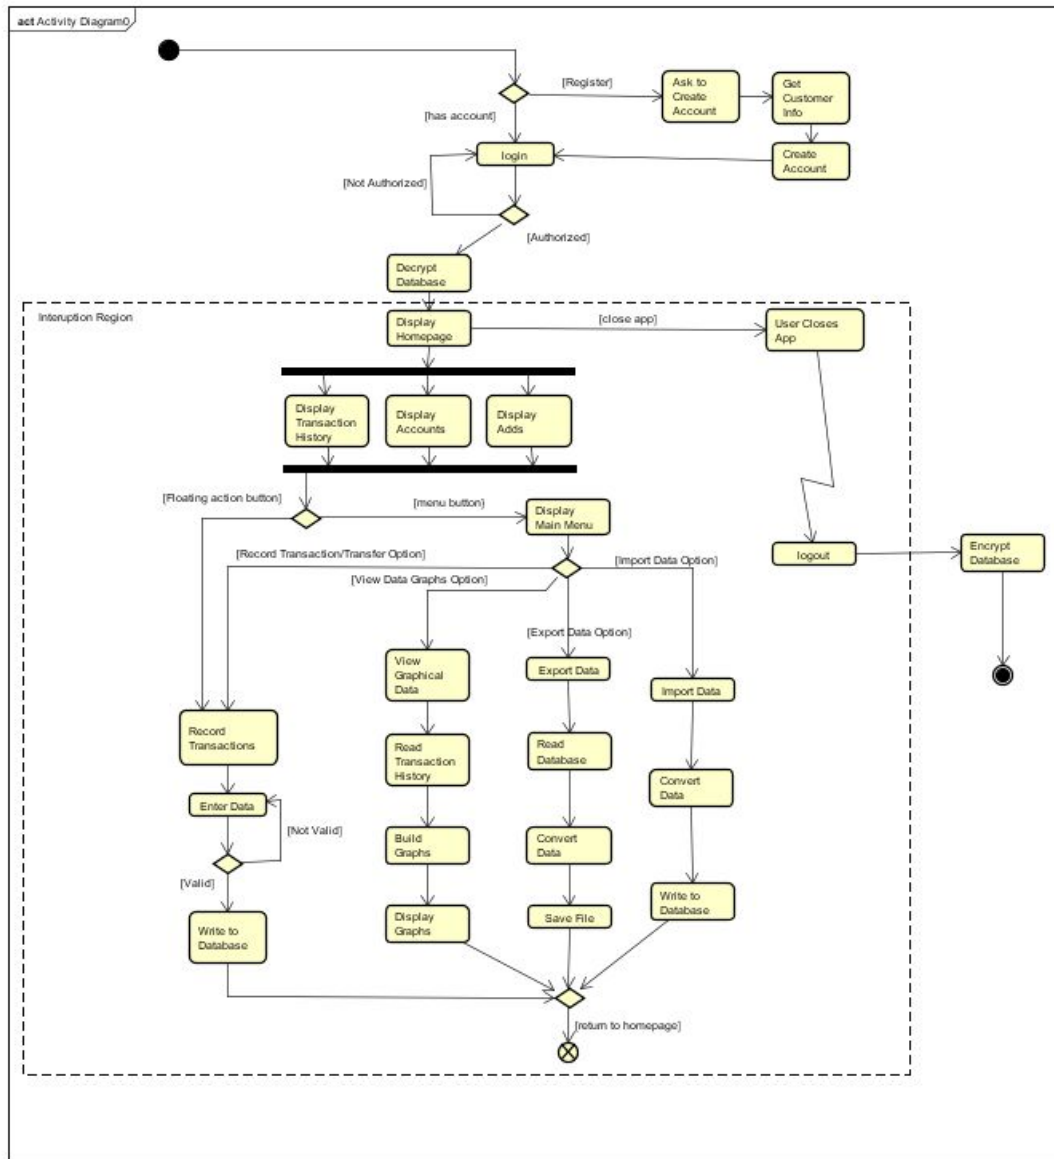 act Activity Diagram0
[Register]
Ask to
Create
Account
Get
Customer
Info
[has account]
login
Create
Account
[Not Authorized]
[Authorized]
Decrypt
Database
Interuption Region
Display
Homepage
[close app]
User Closes
App
Display
Transaction
History
Display
Accounts
Display
Adds
[Floating action button]
[menu button}
Display
Main Menu
[Record Transaction/Transfer Option]
[View Data Graphs Option]
[Import Data Option]
logout
Encrypt
Database
[Export Data Option]
View
Graphical
Data
Export Data
Import Data
Record
Transactions
Read
Transaction
History
Read
Database
Convert
Data
Enter Data
[Not Valid]
Build
Graphs
Convert
Data
[Valid]
Write to
Database
Display
Graphs
Save File
Write to
Database
[return to homepage]